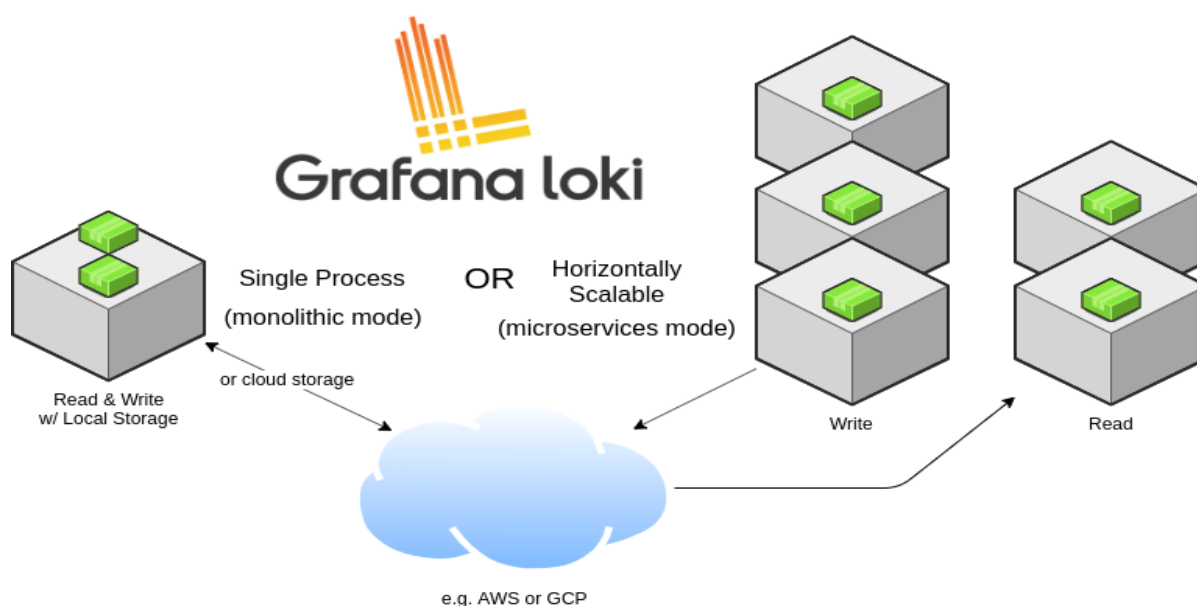 Grafana loki
Single Process
(monolithic mode)
OR
Horizontally
Scalable
(microservices mode)
or cloud storage
Read & Write
w/ Local Storage
Write
Read
e.g. AWS or GCP